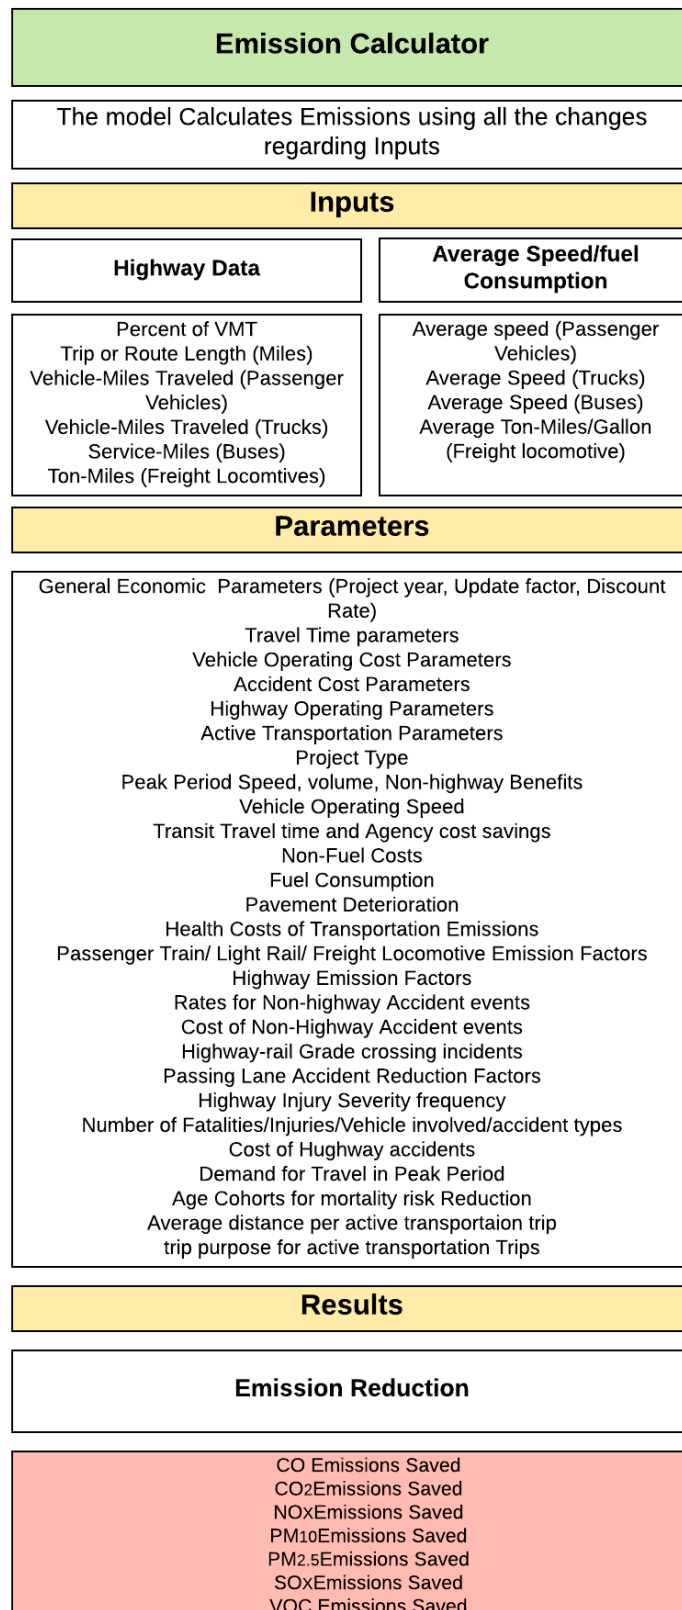 Emission Calculator
The model Calculates Emissions using all the changes
regarding Inputs
Inputs
Highway Data
Average Speed/fuel
Consumption
Percent of VMT
Trip or Route Length (Miles)
Vehicle-Miles Traveled (Passenger
Vehicles)
Vehicle-Miles Traveled (Trucks)
Service-Miles (Buses)
Ton-Miles (Freight Locomtives)
Average speed (Passenger
Vehicles)
Average Speed (Trucks)
Average Speed (Buses)
Average Ton-Miles/Gallon
(Freight locomotive)
Parameters
General Economic  Parameters (Project year, Update factor, Discount
Rate)
Travel Time parameters
Vehicle Operating Cost Parameters
Accident Cost Parameters
Highway Operating Parameters
Active Transportation Parameters
Project Type
Peak Period Speed, volume, Non-highway Benefits
Vehicle Operating Speed
Transit Travel time and Agency cost savings
Non-Fuel Costs
Fuel Consumption
Pavement Deterioration
Health Costs of Transportation Emissions
Passenger Train/ Light Rail/ Freight Locomotive Emission Factors
Highway Emission Factors
Rates for Non-highway Accident events
Cost of Non-Highway Accident events
Highway-rail Grade crossing incidents
Passing Lane Accident Reduction Factors
Highway Injury Severity frequency
Number of Fatalities/Injuries/Vehicle involved/accident types
Cost of Hughway accidents
Demand for Travel in Peak Period
Age Cohorts for mortality risk Reduction
Average distance per active transportaion trip
trip purpose for active transportation Trips
Results
Emission Reduction
CO Emissions Saved
CO2Emissions Saved
NOxEmissions Saved
PM10Emissions Saved
PM2.5Emissions Saved
SOxEmissions Saved
VOC Emissions Saved